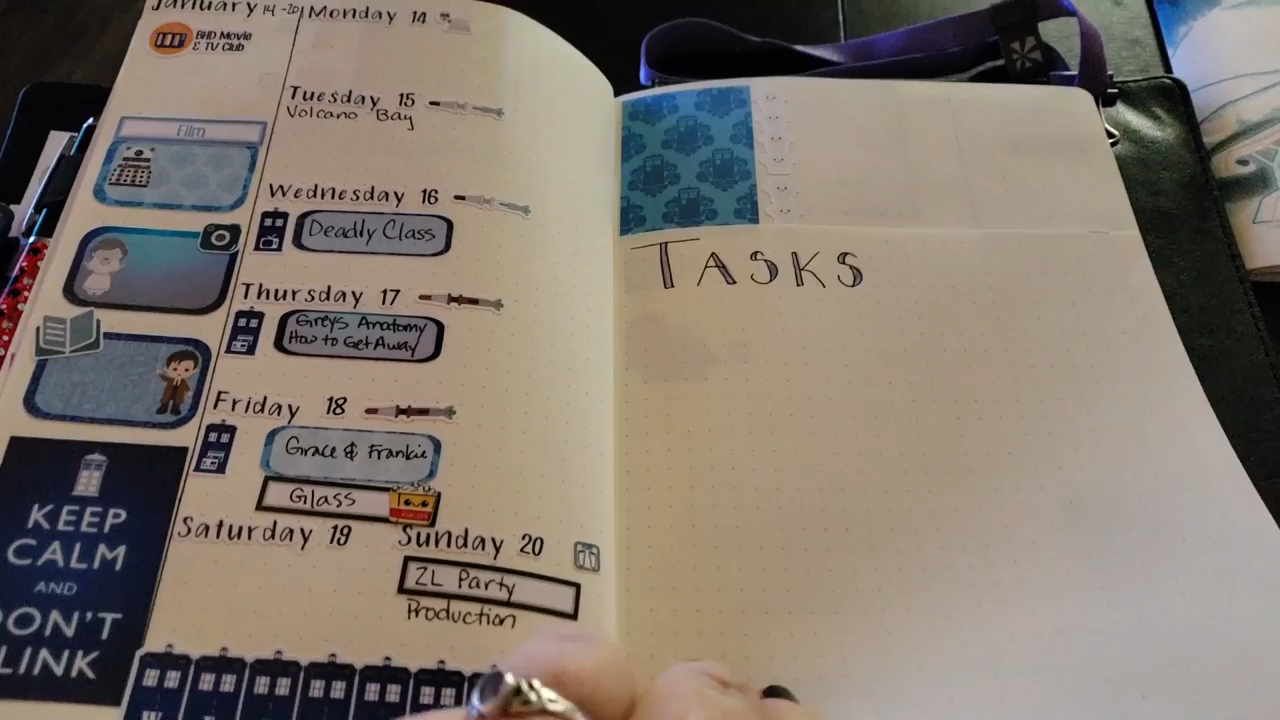 January 14-20
BHD Movie
& TV Club
Film
KEEP
CALM
AND
DON'T
BLINK
Monday 14
Tuesday 15
Volcano Bay
Wednesday 16
Deadly Class
Thursday 17
Greys Anatomy
How to Get Away
Friday 18
Grace & Frankie
Glass
Saturday 19
Sunday 20
ZL Party
Production
TASKS